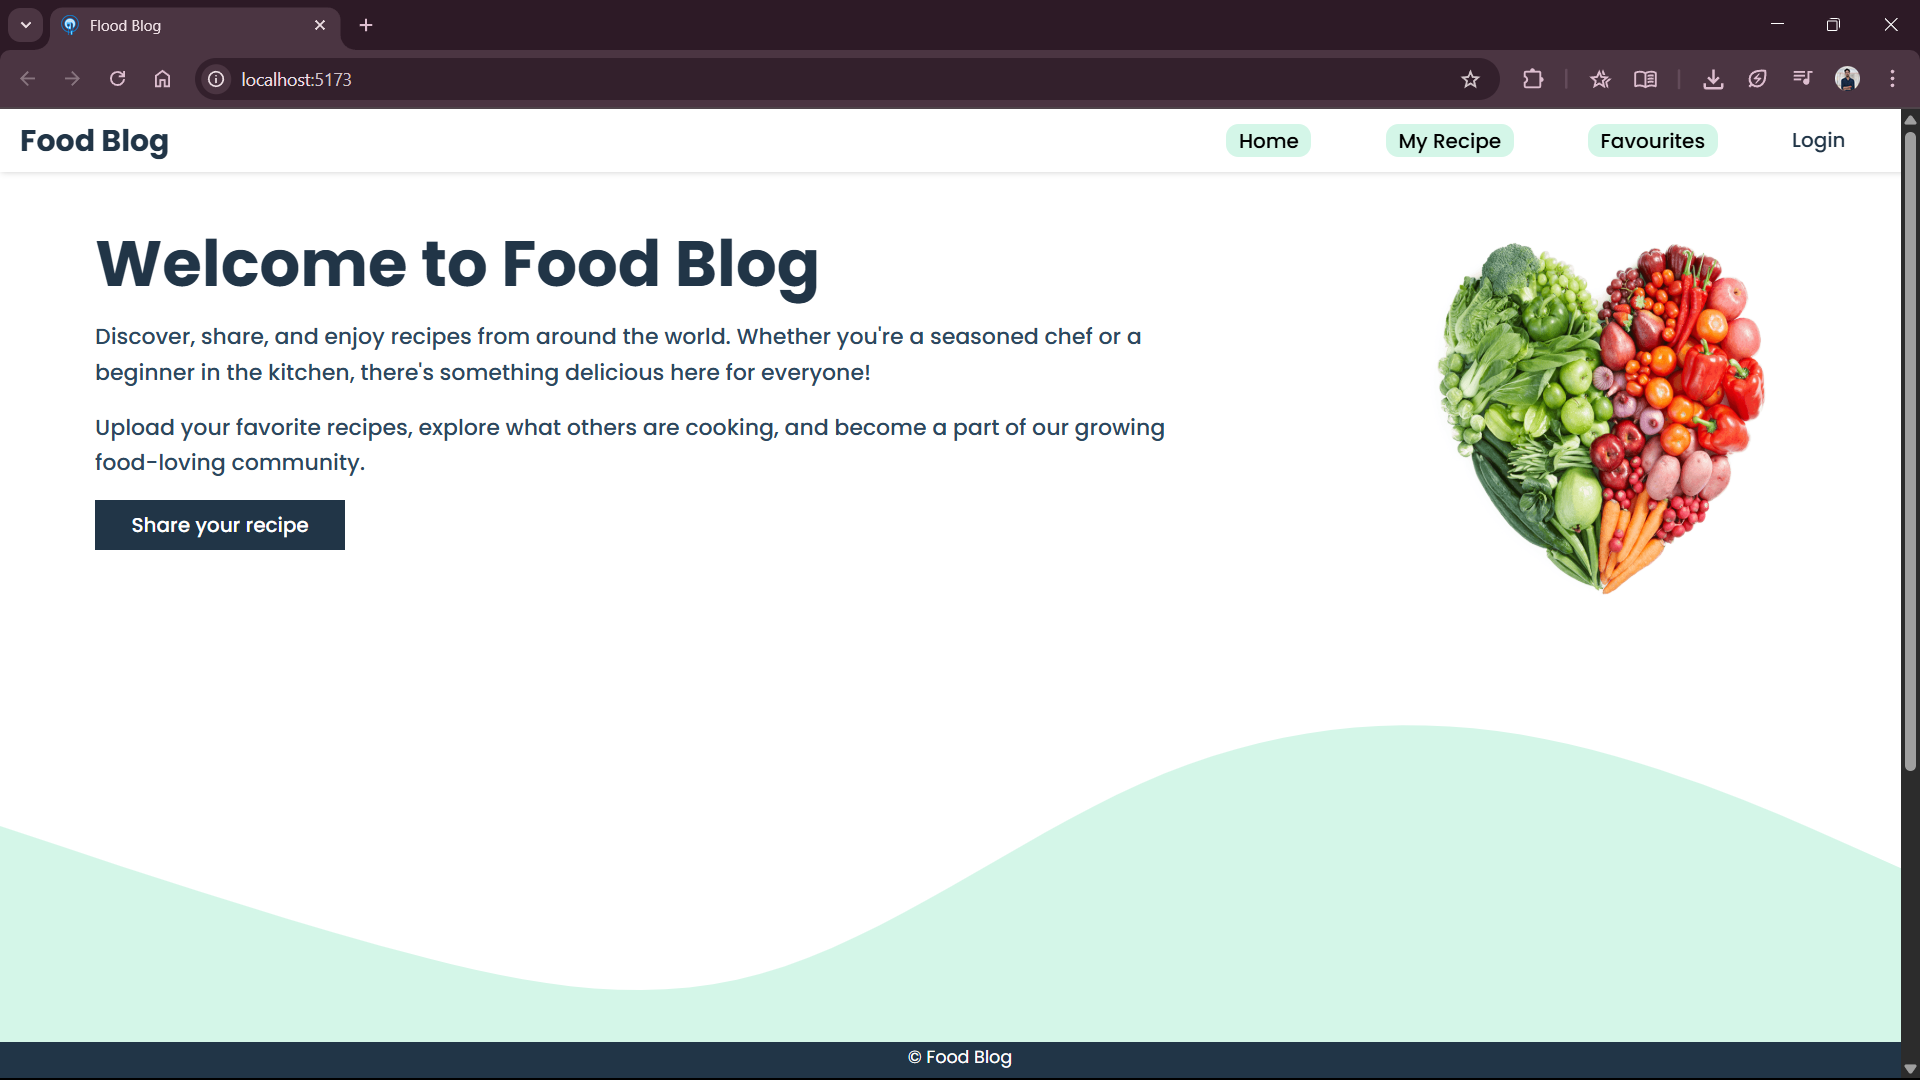 Flood Blog
localhost:5173
Food Blog
Home
My Recipe
Favourites
Login
Welcome to Food Blog
Discover, share, and enjoy recipes from around the world. Whether you're a seasoned chef or a
beginner in the kitchen, there's something delicious here for everyone!
Upload your favorite recipes, explore what others are cooking, and become a part of our growing
food-loving community.
Share your recipe
© Food Blog